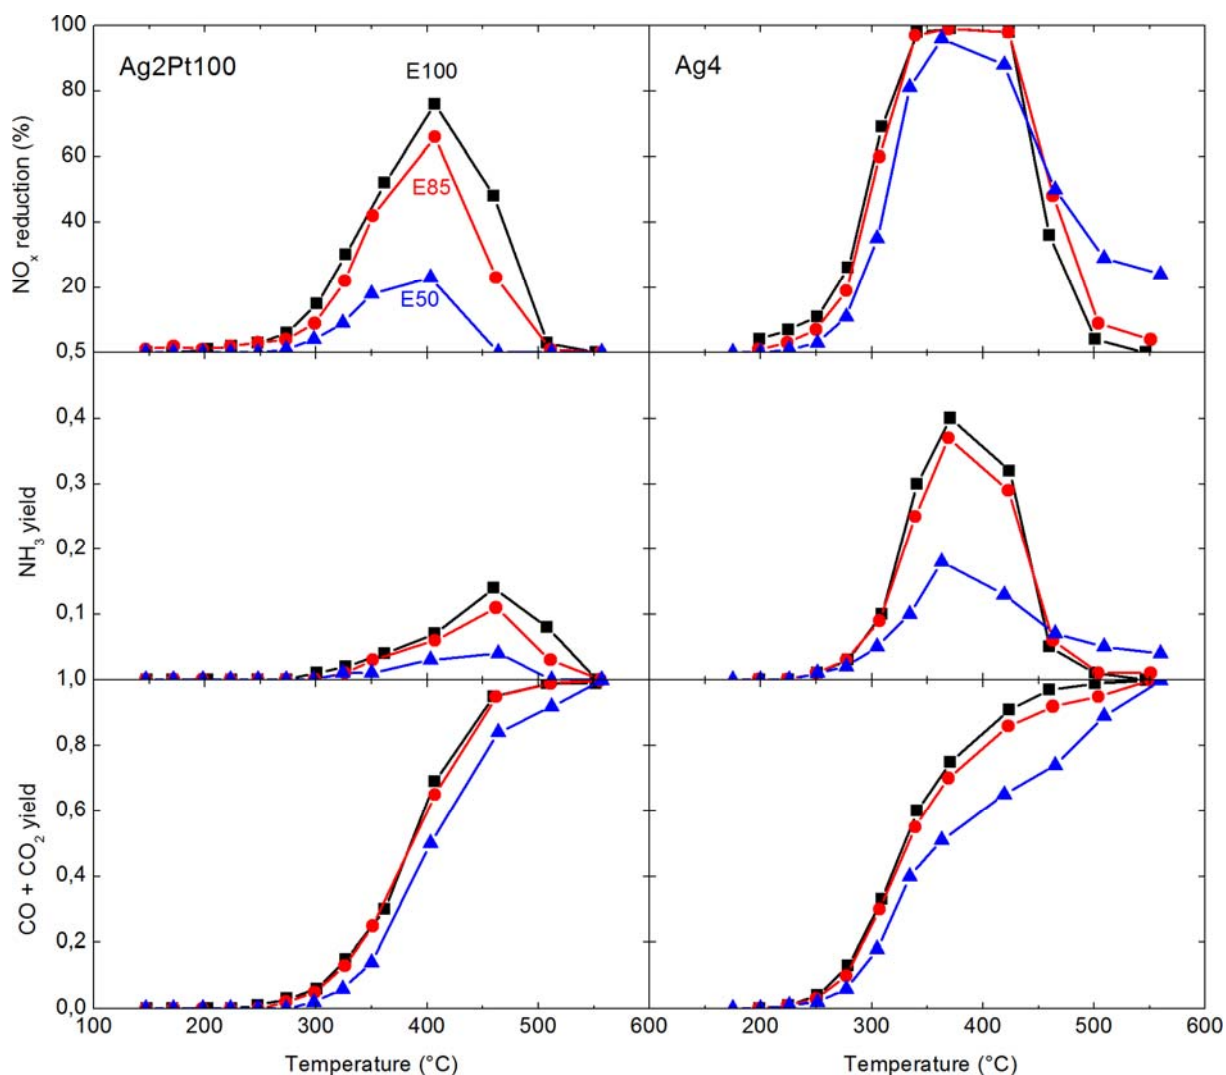 100
80
60
40
20
0,5
NOₓ reduction (%)
Ag2Pt100
E100
E85
E50
Ag4
0,4
0,3
0,2
0,1
1,0
NH₃ yield
0,8
0,6
0,4
0,2
0,0
CO + CO₂ yield
100 200 300 400 500 600 200 300 400 500 600
Temperature (°C) Temperature (°C)